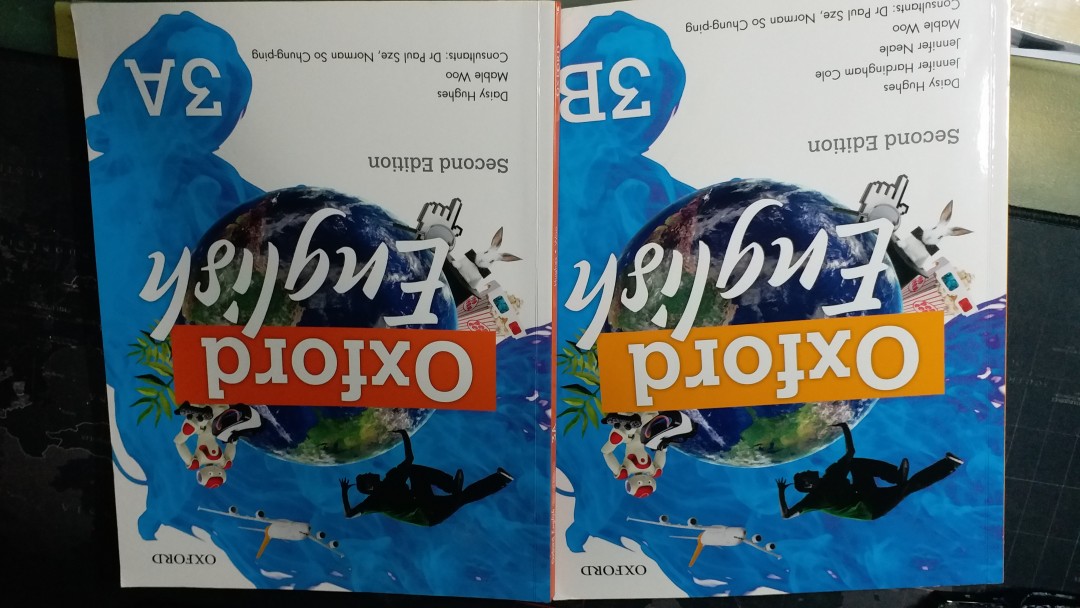 OXFORD
Oxford
English
Second Edition
Daisy Hughes
Jennifer Hardingham Cole
Jennifer Neale
Mable Woo
Consultants: Dr Paul Sze, Norman So Chung-ping
3B
OXFORD
Oxford
English
Second Edition
Daisy Hughes
Mable Woo
Consultants: Dr Paul Sze, Norman So Chung-ping
3A